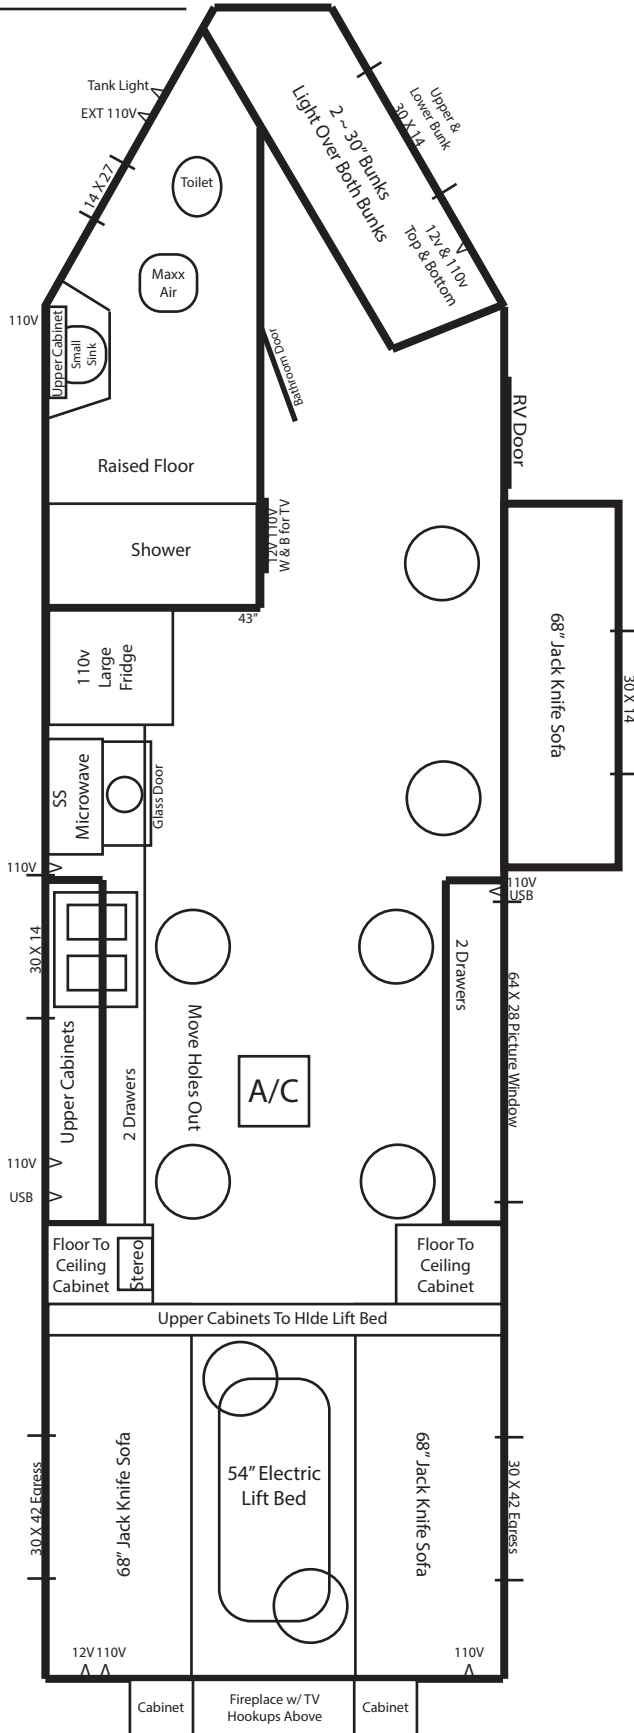 Tank Light
EXT 110V
14 X 27
Toilet
Maxx
Air
2 ~ 30" Bunks
Light Over Both Bunks
Upper &
Lower Bunk
30 X 14
12v & 110v
Top & Bottom
110V
Upper Cabinet
Small
Sink
Bathroom Door
RV Door
Raised Floor
Shower
12V 110V
W & B for TV
43"
110v
Large
Fridge
68" Jack Knife Sofa
30 X 14
SS
Microwave
Glass Door
110V
30 X 14
110V
USB
2 Drawers
64 X 28 Picture Window
Upper Cabinets
2 Drawers
Move Holes Out
A/C
110V
USB
Floor To
Ceiling
Cabinet
Stereo
Floor To
Ceiling
Cabinet
Upper Cabinets To HIde Lift Bed
68" Jack Knife Sofa
54" Electric
Lift Bed
68" Jack Knife Sofa
30 X 42 Egress
30 X 42 Egress
12V 110V
110V
Cabinet
Fireplace w/ TV
Hookups Above
Cabinet